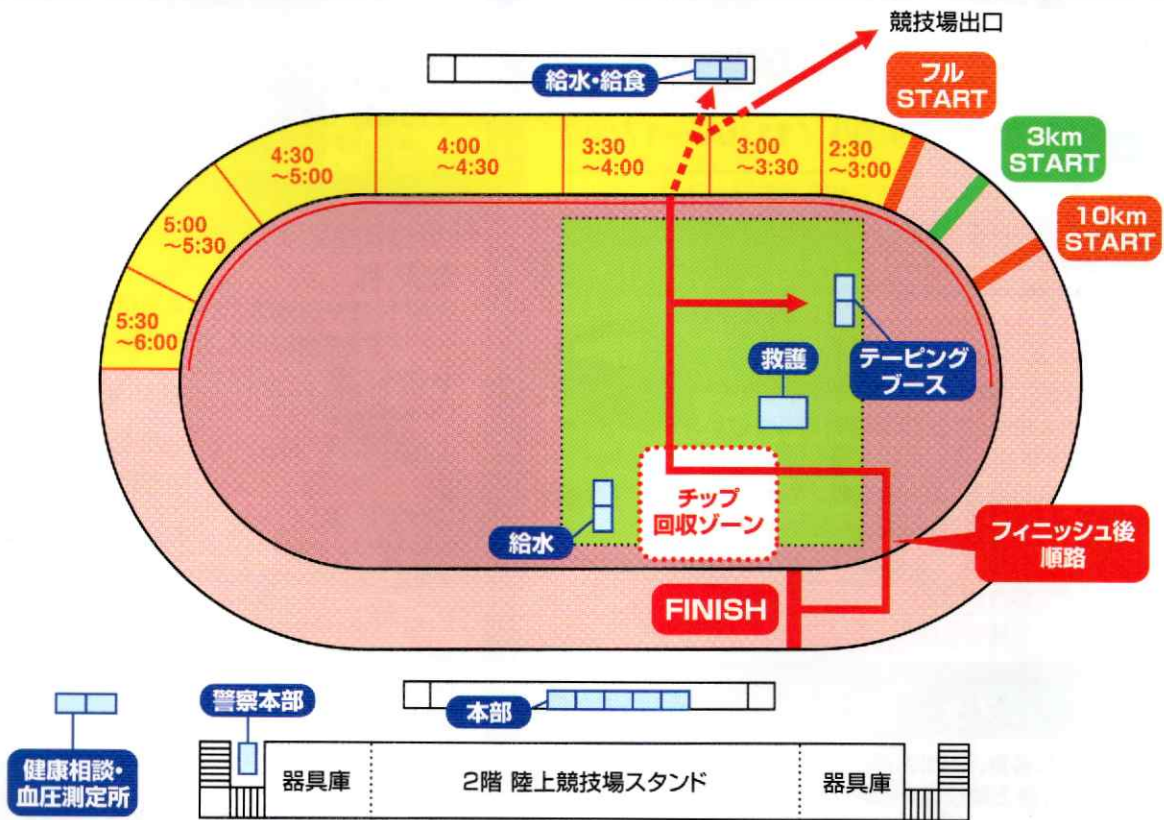 競技場出口
給水・給食
フル
START
3km
START
10km
START
4:30
～5:00
4:00
～4:30
3:30
～4:00
3:00
～3:30
2:30
～3:00
5:00
～5:30
5:30
～6:00
救護
テーピング
ブース
チップ
回収ゾーン
給水
フィニッシュ後
順路
FINISH
警察本部
本部
健康相談・
血圧測定所
器具庫
2階 陸上競技場スタンド
器具庫